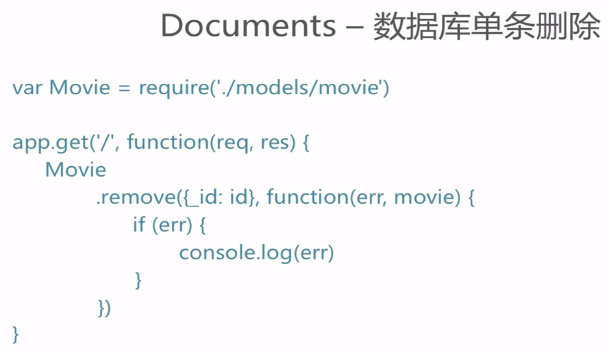 Documents – 数据库单条删除
var Movie = require('./models/movie')
app.get('/', function(req, res) {
Movie
.remove({_id: id}, function(err, movie) {
if (err) {
console.log(err)
}
})
}